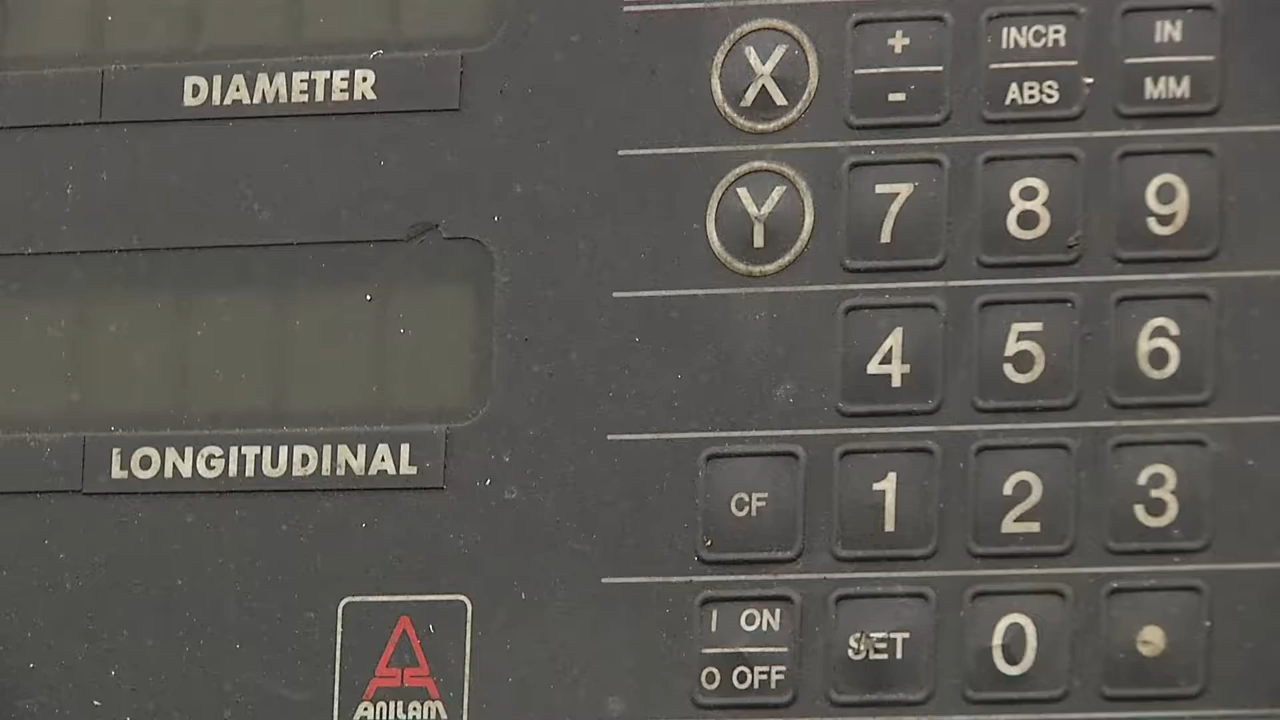 DIAMETER
LONGITUDINAL
ANILAM
X + - INCR ABS IN MM
Y 7 8 9
4 5 6
CF 1 2 3
I ON O OFF SET 0 .